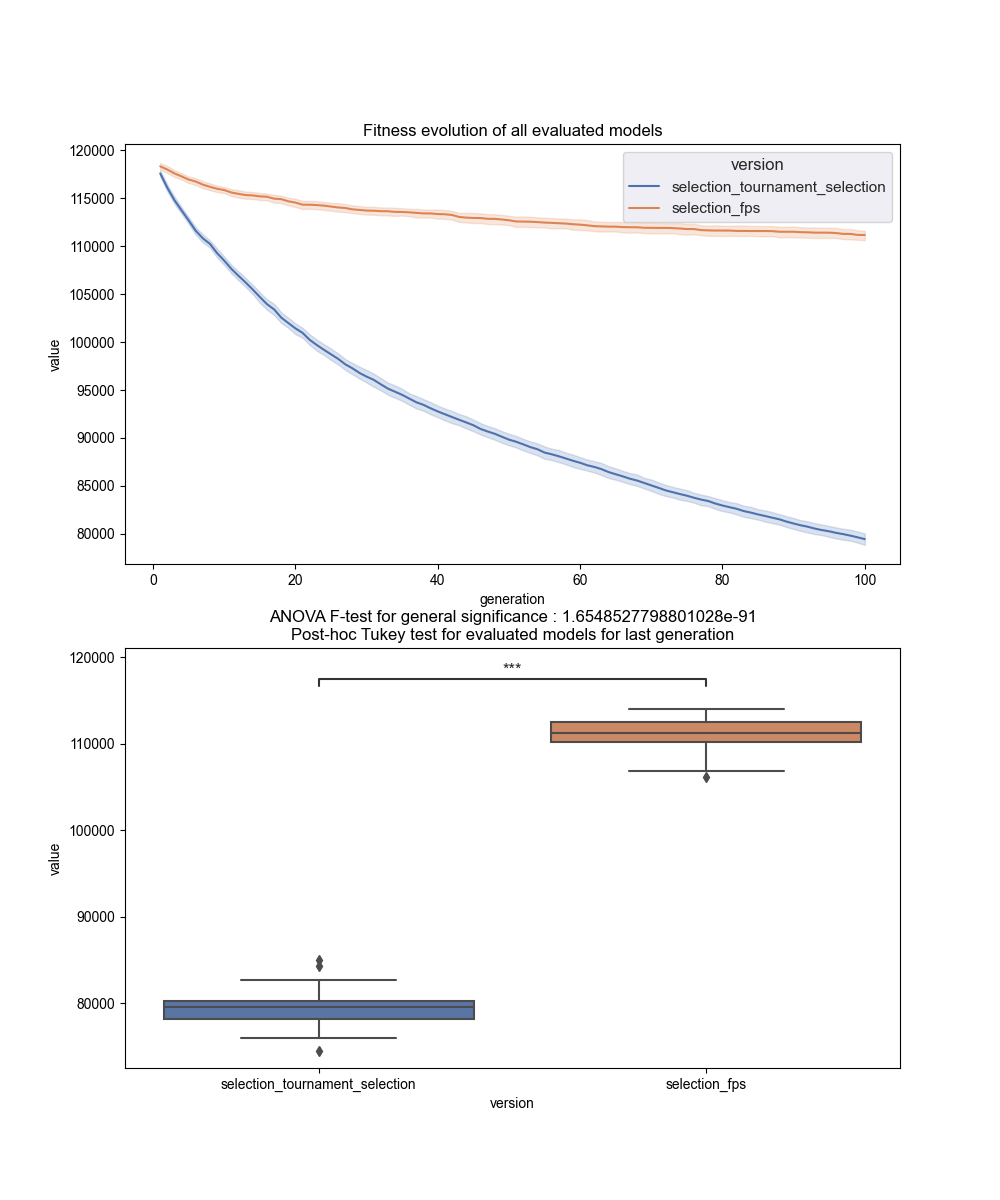 Fitness evolution of all evaluated models
120000
115000
110000
105000
100000
95000
90000
85000
80000
value
version
selection_tournament_selection
selection_fps
0
20
40
60
80
100
generation
ANOVA F-test for general significance : 1.6548527798801028e-91
Post-hoc Tukey test for evaluated models for last generation
120000
110000
100000
90000
80000
value
***
selection_tournament_selection
selection_fps
version